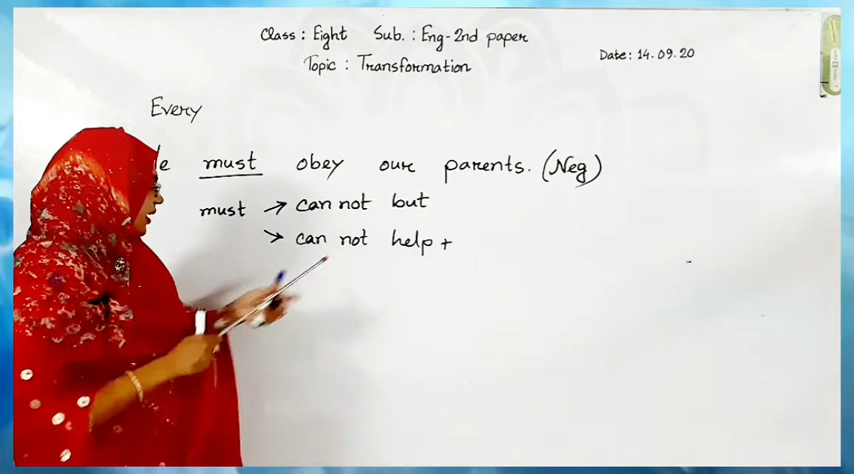 Class : Eight Sub. : Eng-2nd paper
Topic : Transformation
Date: 14.09.20
Every
e must obey our parents. (Neg)
must → can not but
↘ can not help +